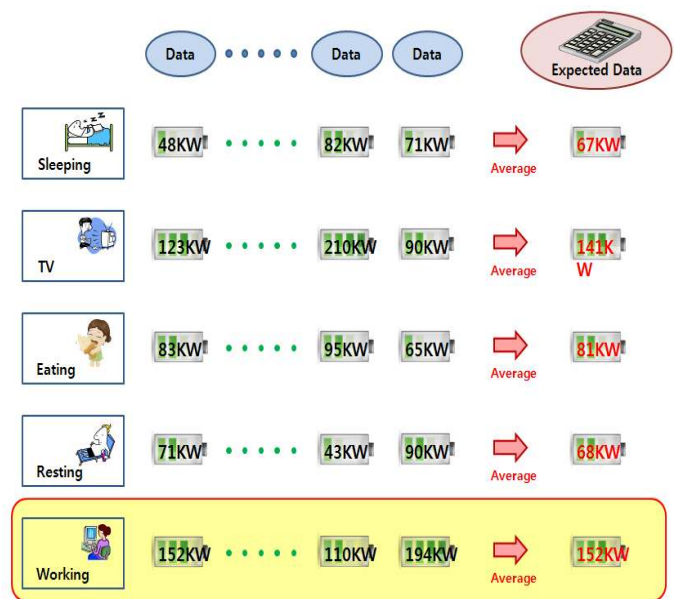 Data Data Data
Expected Data
Sleeping 48KW 82KW 71KW Average 67KW
TV 123KW 210KW 90KW Average 141K
W
Eating 83KW 95KW 65KW Average 81KW
Resting 71KW 43KW 90KW Average 68KW
Working 152KW 110KW 194KW Average 152KW